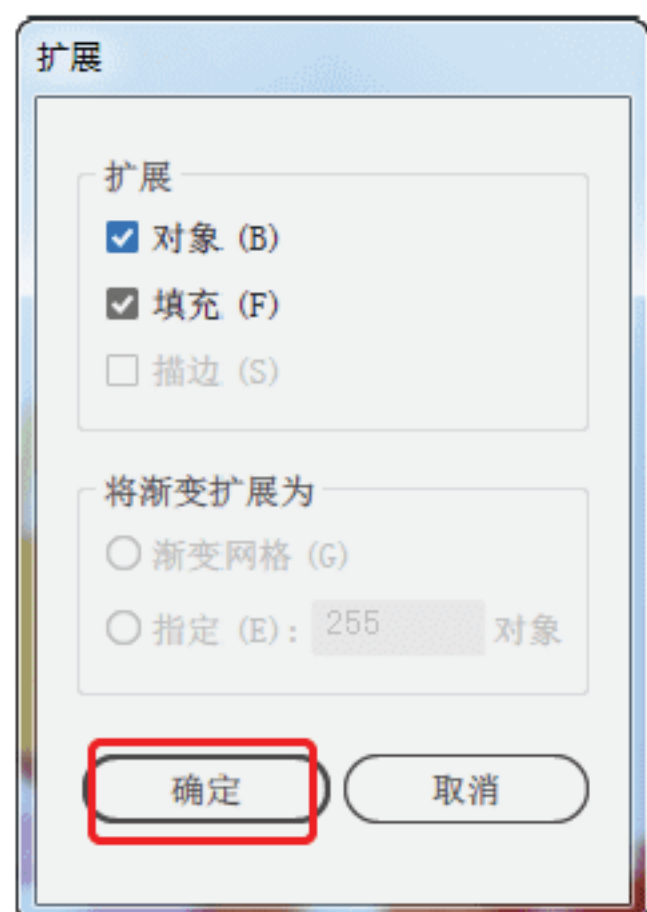 扩展
扩展
对象 (B)
填充 (F)
描边 (S)
将渐变扩展为
渐变网格 (G)
指定 (E): 255 对象
确定 取消